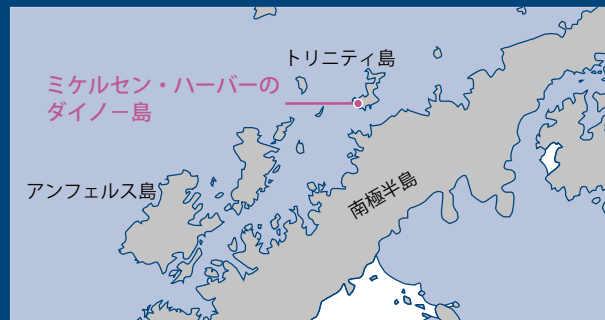 トリニティ島
ミケルセン・ハーバーの
ダイノー島
アンフェルス島
南極半島